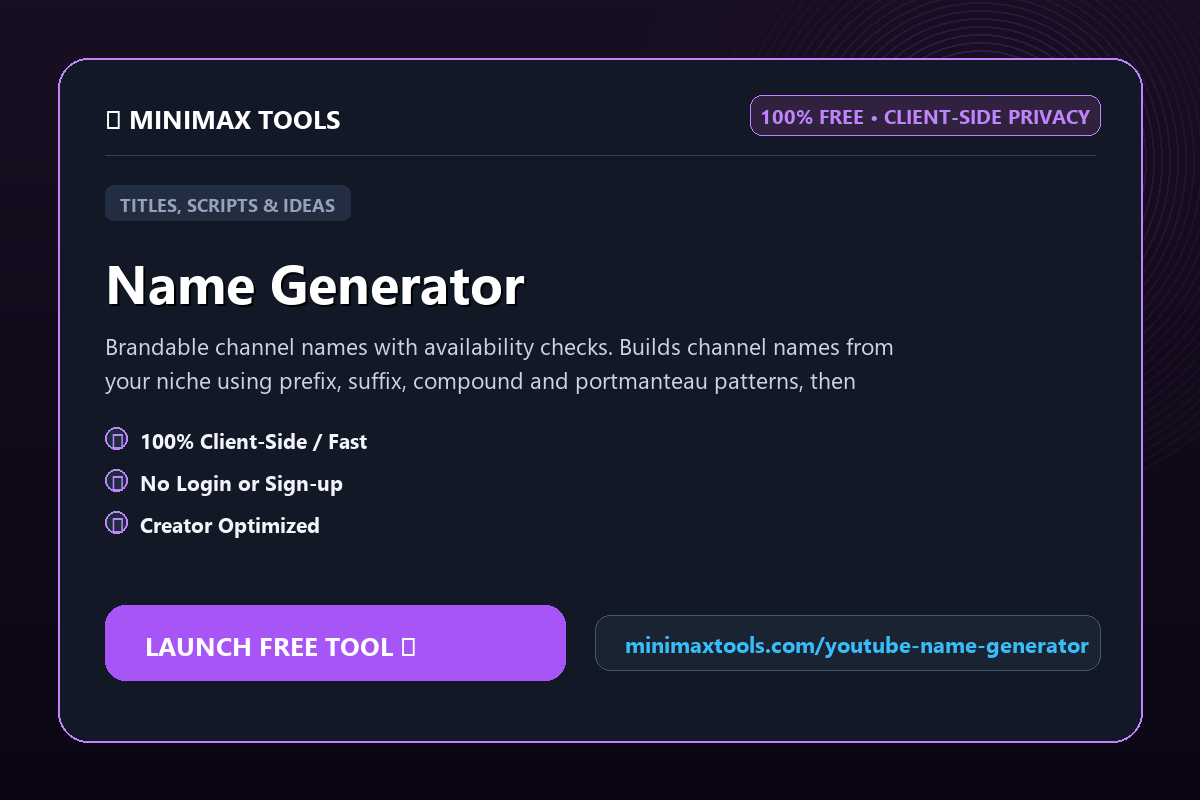 MINIMAX TOOLS
100% FREE • CLIENT-SIDE PRIVACY
TITLES, SCRIPTS & IDEAS
Name Generator
Brandable channel names with availability checks. Builds channel names from
your niche using prefix, suffix, compound and portmanteau patterns, then
100% Client-Side / Fast
No Login or Sign-up
Creator Optimized
LAUNCH FREE TOOL
minimaxtools.com/youtube-name-generator